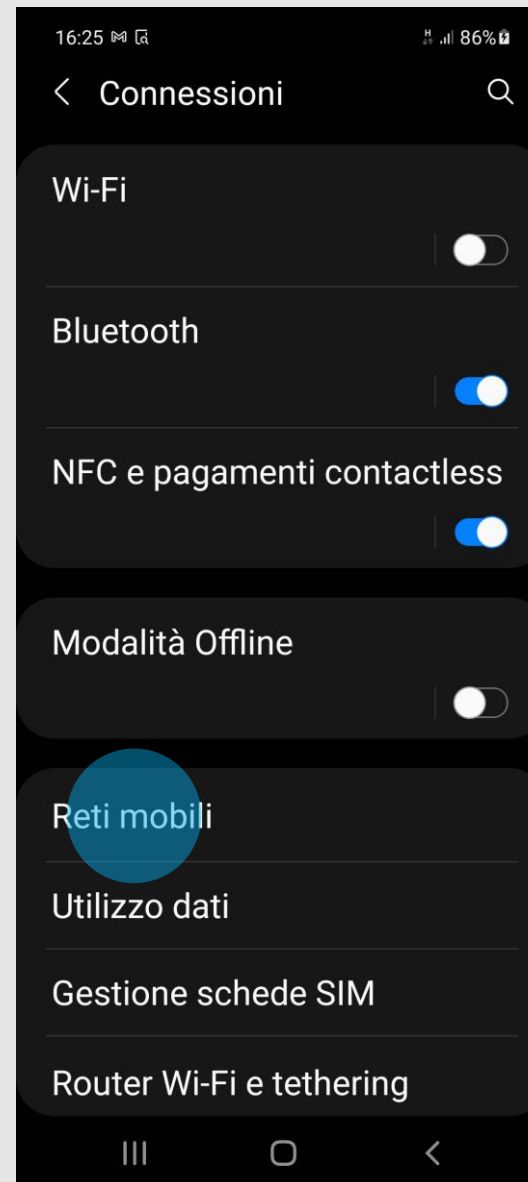 16:25 86%
Connessioni
Wi-Fi
Bluetooth
NFC e pagamenti contactless
Modalità Offline
Reti mobili
Utilizzo dati
Gestione schede SIM
Router Wi-Fi e tethering